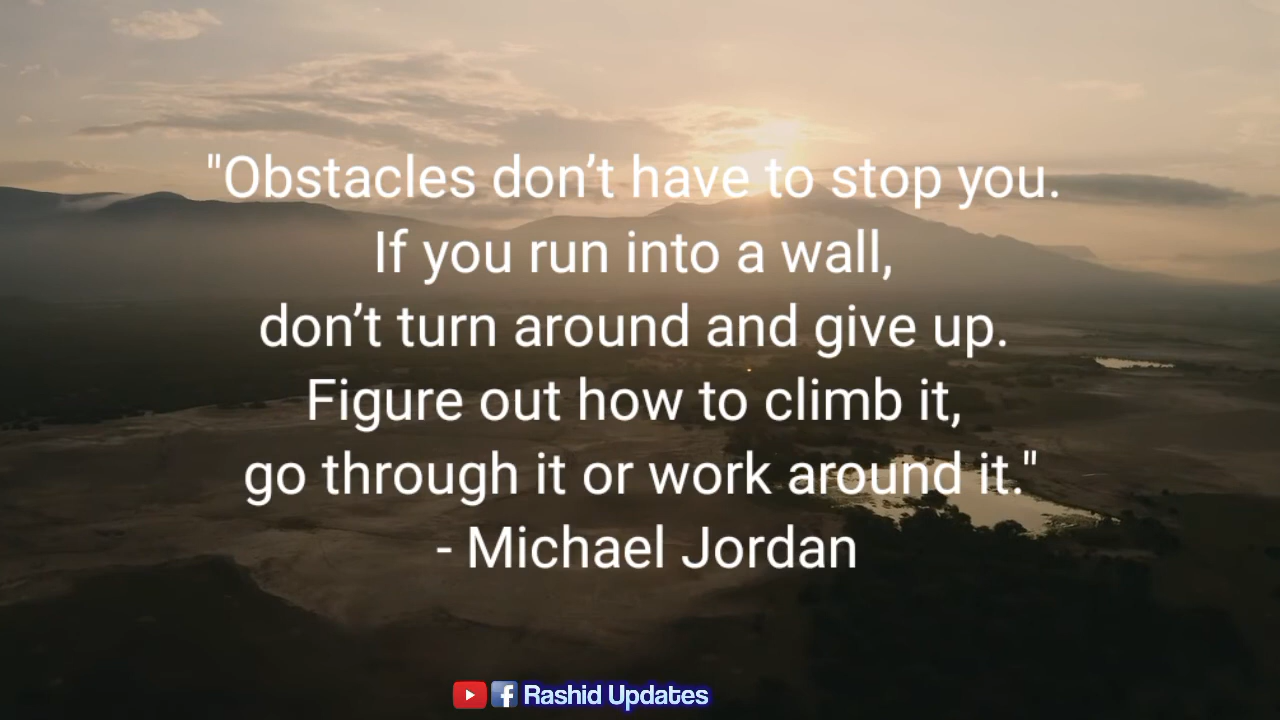 "Obstacles don’t have to stop you.
If you run into a wall,
don’t turn around and give up.
Figure out how to climb it,
go through it or work around it."
- Michael Jordan
Rashid Updates